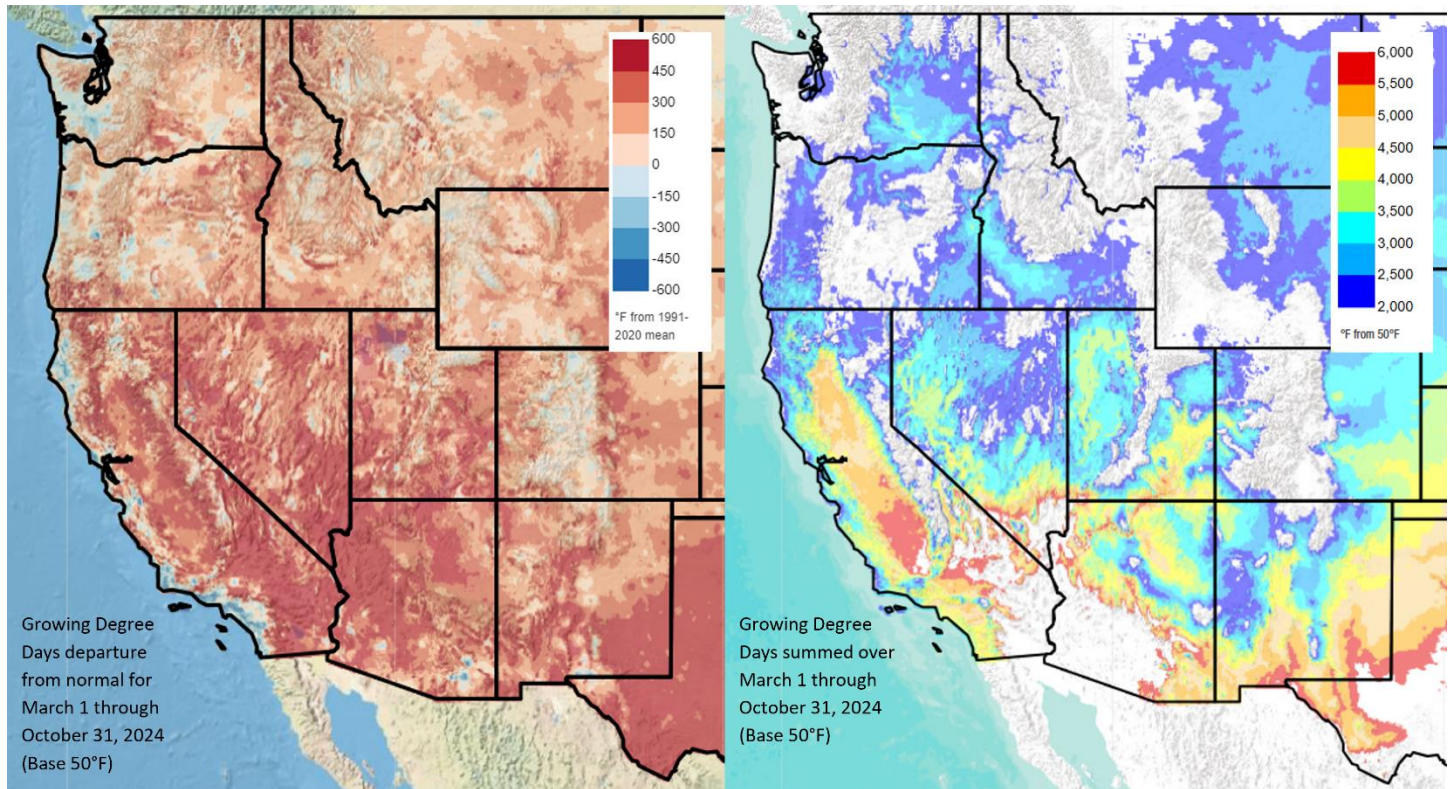 600
450
300
150
0
-150
-300
-450
-600
°F from 1991-
2020 mean
Growing Degree
Days departure
from normal for
March 1 through
October 31, 2024
(Base 50°F)
6,000
5,500
5,000
4,500
4,000
3,500
3,000
2,500
2,000
°F from 50°F
Growing Degree
Days summed over
March 1 through
October 31, 2024
(Base 50°F)